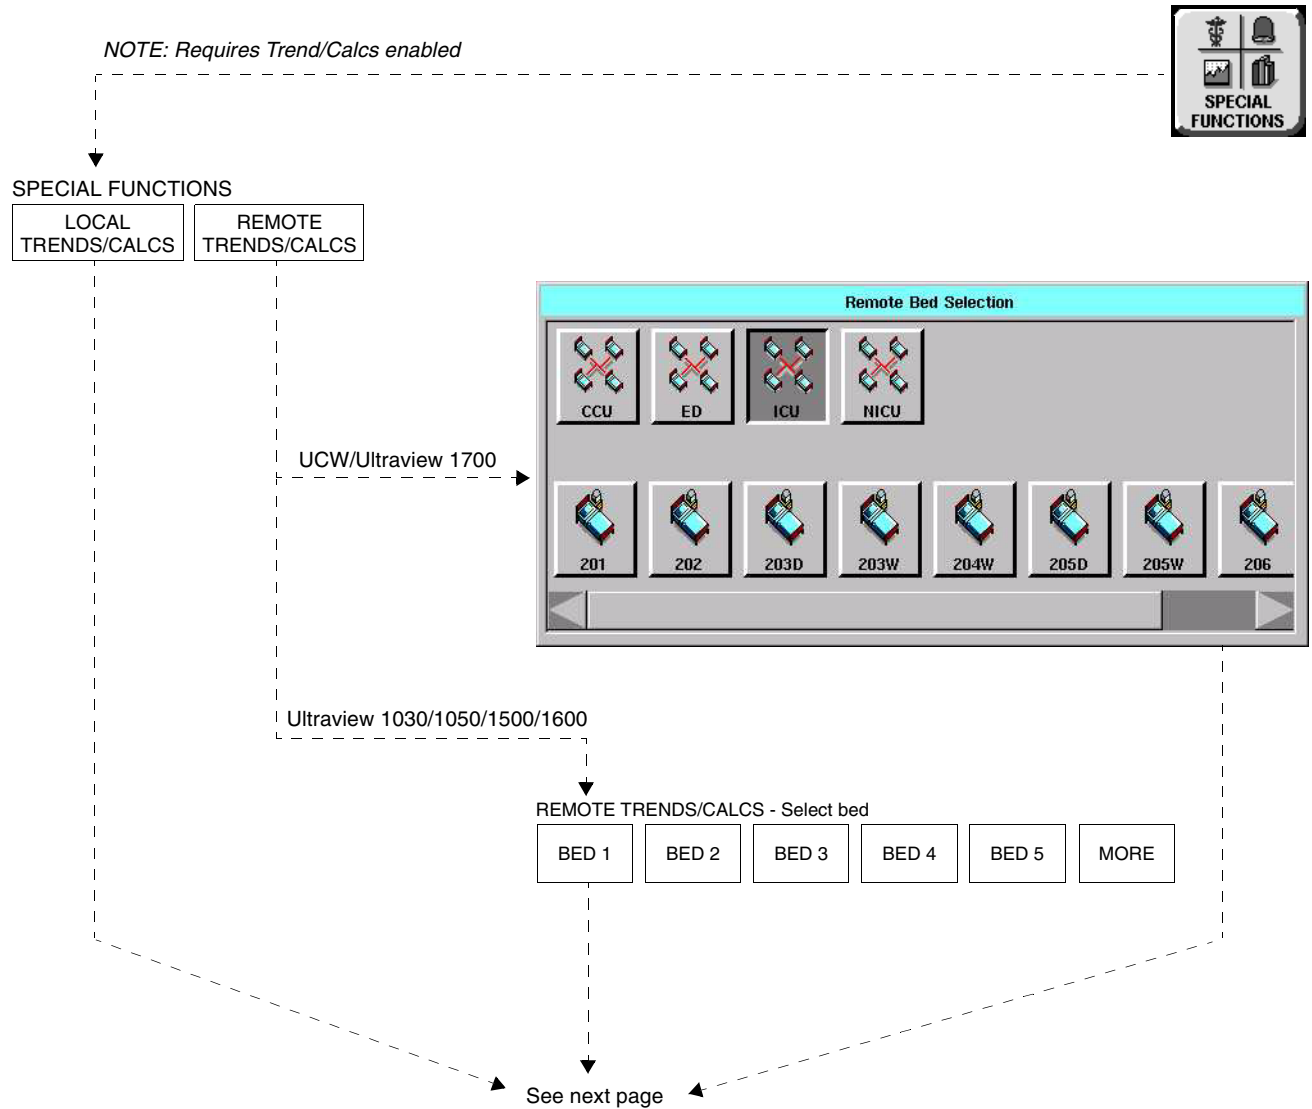 NOTE: Requires Trend/Calcs enabled
SPECIAL
FUNCTIONS
SPECIAL FUNCTIONS
LOCAL
TRENDS/CALCS
REMOTE
TRENDS/CALCS
Remote Bed Selection
CCU
ED
ICU
NICU
UCW/Ultraview 1700
201
202
203D
203W
204W
205D
205W
206
Ultraview 1030/1050/1500/1600
REMOTE TRENDS/CALCS - Select bed
BED 1
BED 2
BED 3
BED 4
BED 5
MORE
See next page